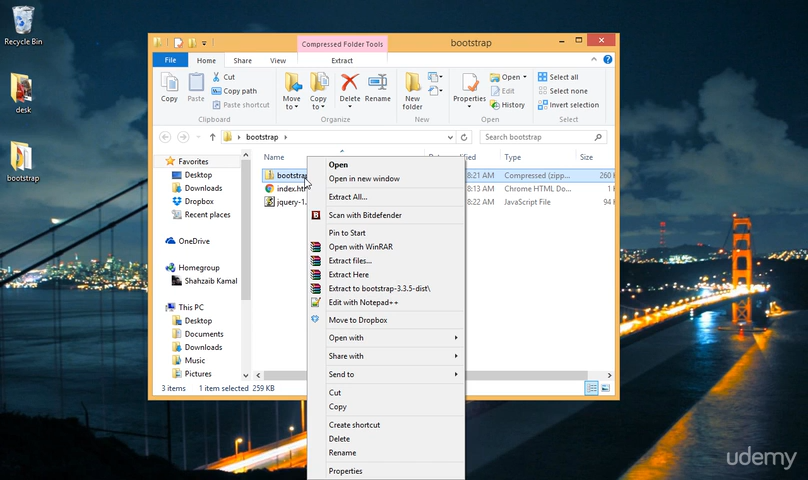 Recycle Bin
desk
bootstrap
Compressed Folder Tools
bootstrap
File
Home
Share
View
Extract
Copy
Paste
Cut
Copy path
Paste shortcut
Clipboard
Move to
Copy to
Delete
Rename
Organize
New folder
New
Properties
Open
Edit
History
Open
Select all
Select none
Invert selection
Select
bootstrap
Search bootstrap
Name
Type
Size
Favorites
Desktop
Downloads
Dropbox
Recent places
OneDrive
Homegroup
Shahzaib Kamal
This PC
Desktop
Documents
Downloads
Music
Pictures
bootstrap
8:21 AM
Compressed (zipp...
260 K
index.ht
8:13 AM
Chrome HTML Do...
1 K
jquery-1.
8:22 AM
JavaScript File
94 K
Open
Open in new window
Extract All...
Scan with Bitdefender
Pin to Start
Open with WinRAR
Extract files...
Extract Here
Extract to bootstrap-3.3.5-dist\
Edit with Notepad++
Move to Dropbox
Open with
Share with
Send to
Cut
Copy
Create shortcut
Delete
Rename
Properties
3 items
1 item selected 259 KB
udemy